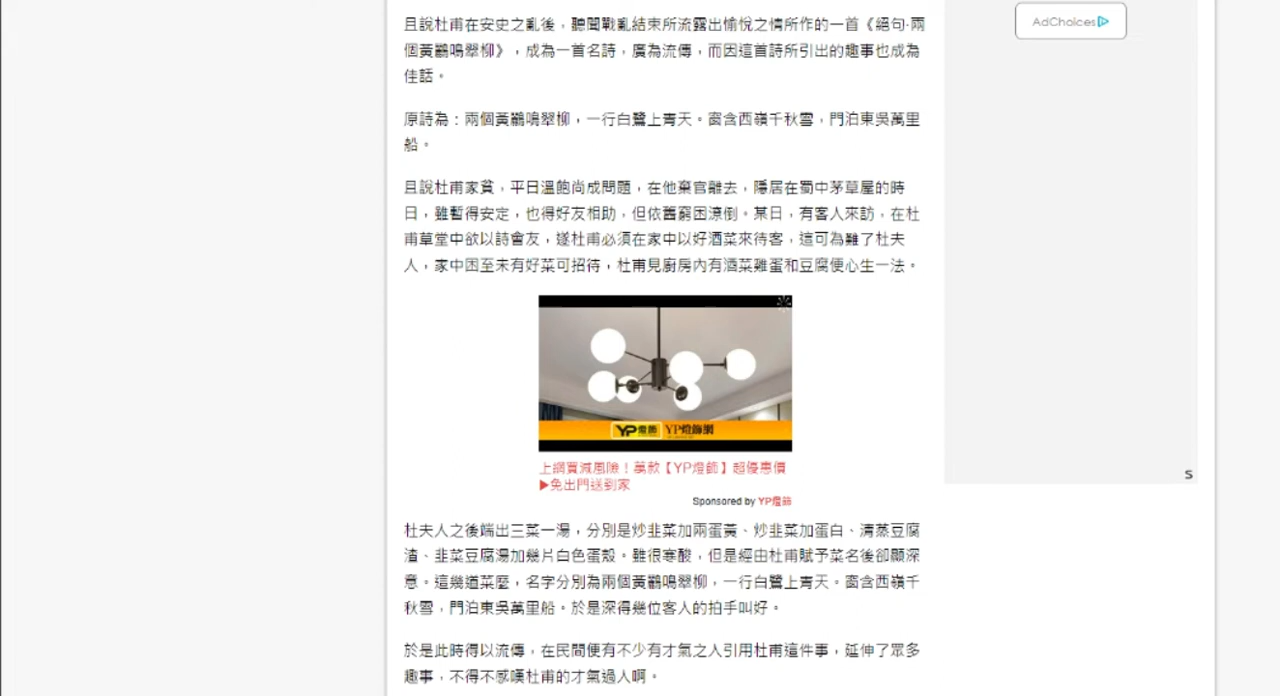 且說杜甫在安史之亂後，聽聞戰亂結束所流露出愉悅之情所作的一首《絕句·兩
個黃鸝鳴翠柳》，成為一首名詩，廣為流傳，而因這首詩所引出的趣事也成為
佳話。
原詩為：兩個黃鸝鳴翠柳，一行白鷺上青天。窗含西嶺千秋雪，門泊東吳萬里
船。
且說杜甫家貧，平日溫飽尚成問題，在他棄官離去，隱居在蜀中茅草屋的時
日，雖暫得安定，也得好友相助，但依舊窮困潦倒。某日，有客人來訪，在杜
甫草堂中欲以詩會友，遂杜甫必須在家中以好酒菜來待客，這可為難了杜夫
人，家中困至未有好菜可招待，杜甫見廚房內有酒菜雞蛋和豆腐便心生一法。
YP燈飾 YP燈飾網
上網買減風險！萬款【YP燈飾】超優惠價
▶免出門送到家
Sponsored by YP燈飾
杜夫人之後端出三菜一湯，分別是炒韭菜加兩蛋黃、炒韭菜加蛋白、清蒸豆腐
渣、韭菜豆腐湯加幾片白色蛋殼。雖很寒酸，但是經由杜甫賦予菜名後卻顯深
意。這幾道菜麼，名字分別為兩個黃鸝鳴翠柳，一行白鷺上青天。窗含西嶺千
秋雪，門泊東吳萬里船。於是深得幾位客人的拍手叫好。
於是此時得以流傳，在民間便有不少有才氣之人引用杜甫這件事，延伸了眾多
趣事，不得不感嘆杜甫的才氣過人啊。
AdChoices
S